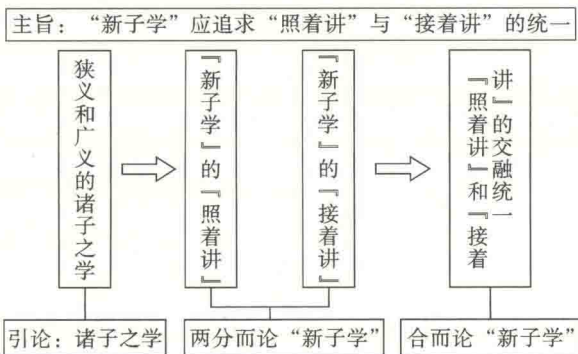 主旨：“新子学”应追求“照着讲”与“接着讲”的统一
狭义和广义的诸子之学
『新子学』的『照着讲』
『新子学』的『接着讲』
『照着讲』和『接着
讲』的交融统一
引论：诸子之学
两分而论“新子学”
合而论“新子学”